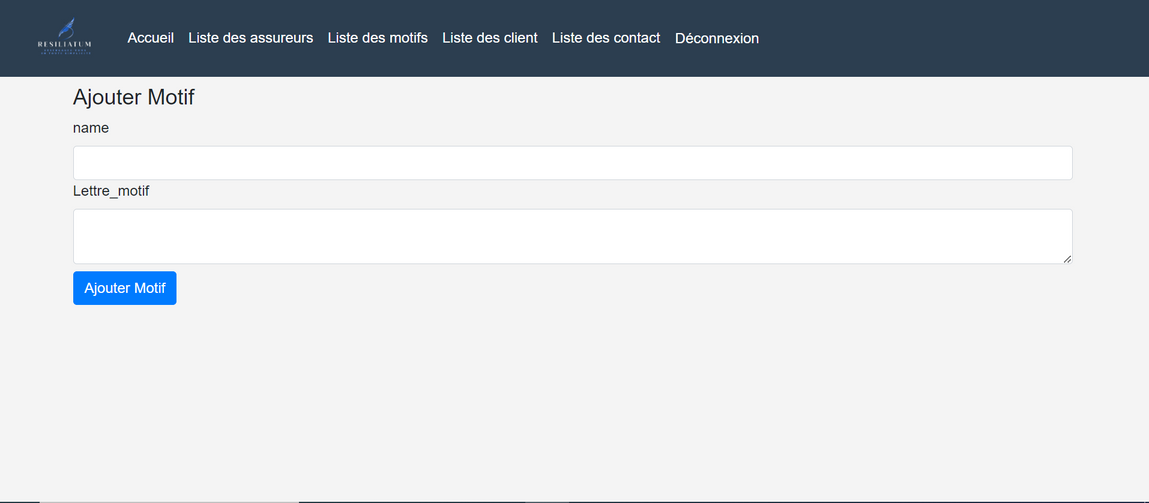 RESILIATUM
Accueil Liste des assureurs Liste des motifs Liste des client Liste des contact Déconnexion
Ajouter Motif
name
Lettre_motif
Ajouter Motif